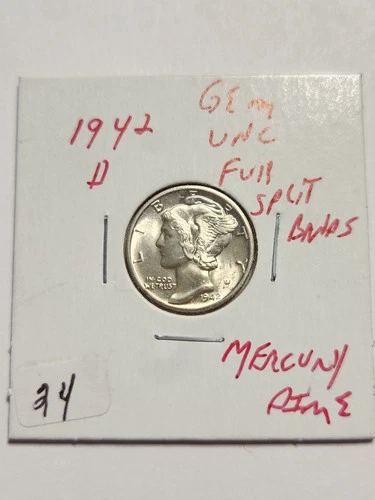 1942
D
GEm
UNC
Full
SPLIT
BANDS
LIBERTY
IN GOD
WE TRUST
1942
MERCURY
DIME
34